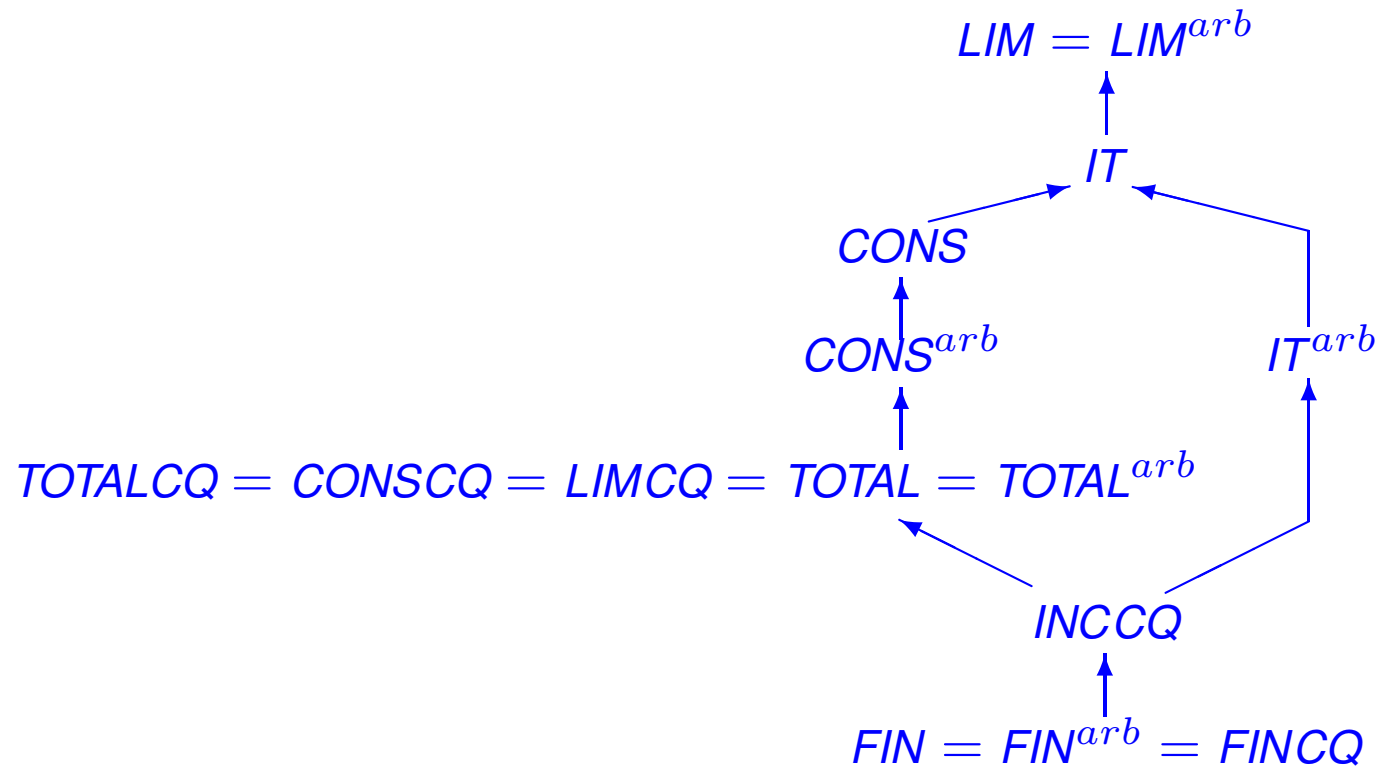 LIM = LIM^{arb}
IT
CONS
CONS^{arb}
IT^{arb}
TOTALCQ = CONSCQ = LIMCQ = TOTAL = TOTAL^{arb}
INCCQ
FIN = FIN^{arb} = FINCQ